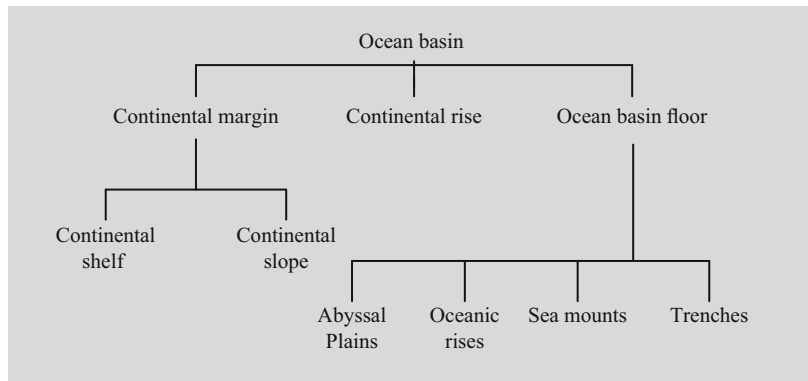 Ocean basin
Continental margin
Continental rise
Ocean basin floor
Continental
shelf
Continental
slope
Abyssal
Plains
Oceanic
rises
Sea mounts
Trenches